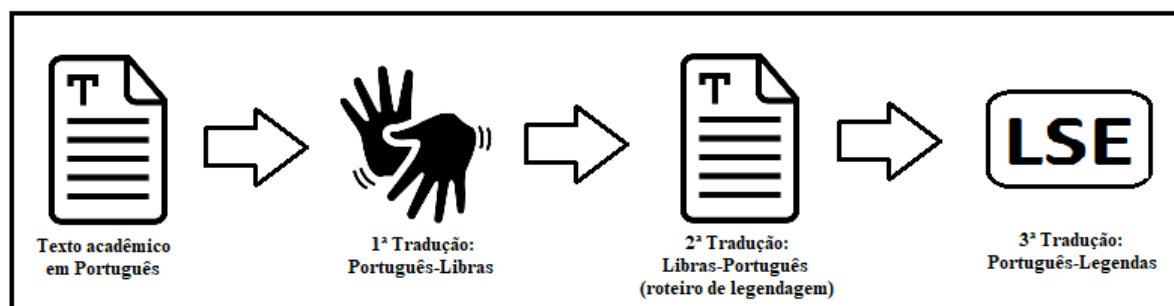 T
Texto acadêmico
em Português
1ª Tradução:
Português-Libras
T
2ª Tradução:
Libras-Português
(roteiro de legendagem)
LSE
3ª Tradução:
Português-Legendas